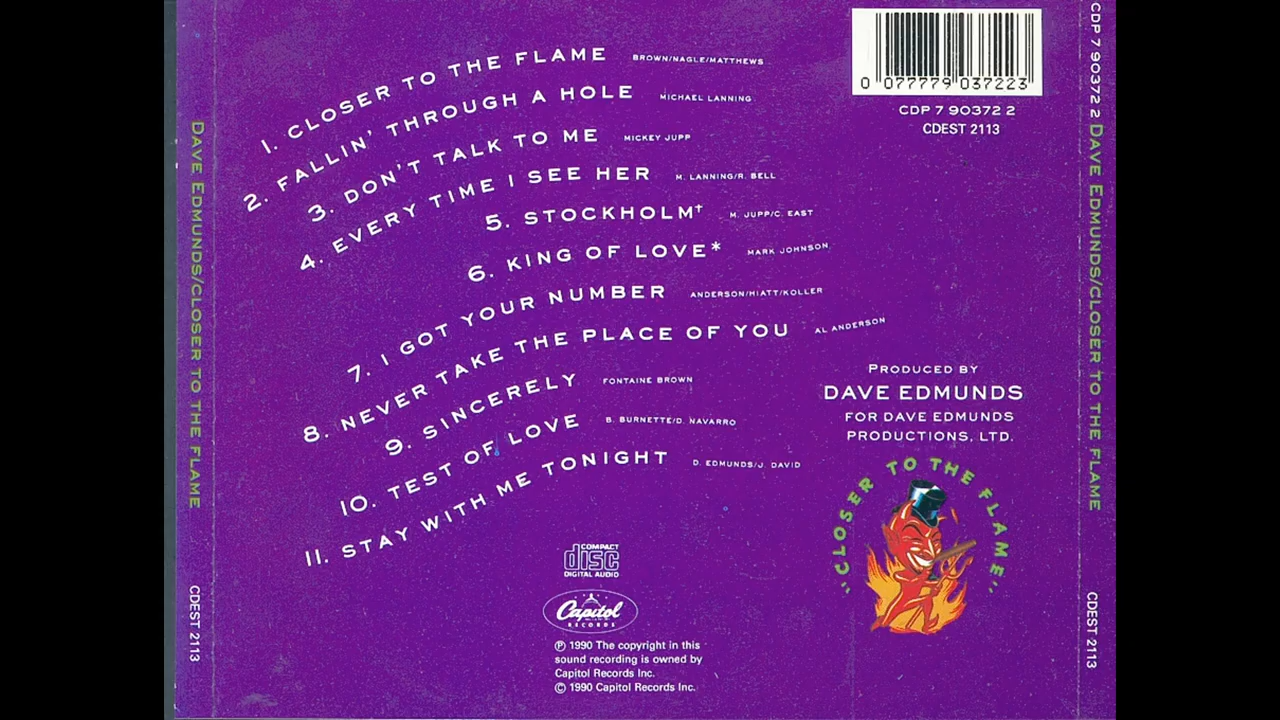 DAVE EDMUNDS/CLOSER TO THE FLAME
CDEST 2113
1. CLOSER TO THE FLAME BROWN/NAGLE/MATTHEWS
2. FALLIN' THROUGH A HOLE MICHAEL LANNING
3. DON'T TALK TO ME MICKEY JUPP
4. EVERY TIME I SEE HER M. LANNING/R. BELL
5. STOCKHOLM† M. JUPP/C. EAST
6. KING OF LOVE* MARK JOHNSON
7. I GOT YOUR NUMBER ANDERSON/HIATT/KOLLER
8. NEVER TAKE THE PLACE OF YOU AL ANDERSON
9. SINCERELY FONTAINE BROWN
10. TEST OF LOVE B. BURNETTE/D. NAVARRO
11. STAY WITH ME TONIGHT D. EDMUNDS/J. DAVID
0 077779 037223
CDP 7 90372 2
CDEST 2113
PRODUCED BY
DAVE EDMUNDS
FOR DAVE EDMUNDS
PRODUCTIONS, LTD.
"CLOSER TO THE FLAME"
COMPACT
disc
DIGITAL AUDIO
Capitol
RECORDS
℗ 1990 The copyright in this
sound recording is owned by
Capitol Records Inc.
© 1990 Capitol Records Inc.
CDP 7 90372 2 DAVE EDMUNDS/CLOSER TO THE FLAME
CDEST 2113